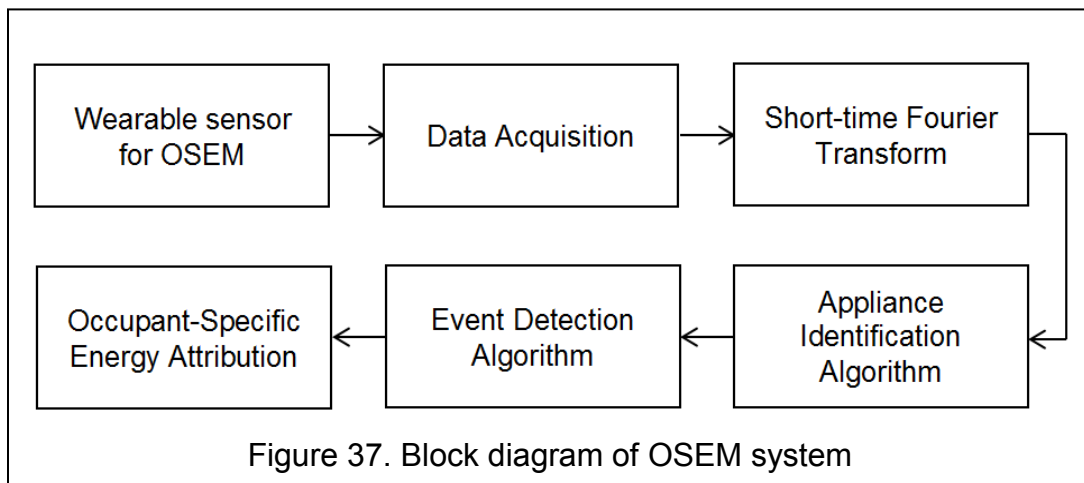 Wearable sensor
for OSEM
Data Acquisition
Short-time Fourier
Transform
Appliance
Identification
Algorithm
Event Detection
Algorithm
Occupant-Specific
Energy Attribution
Figure 37. Block diagram of OSEM system